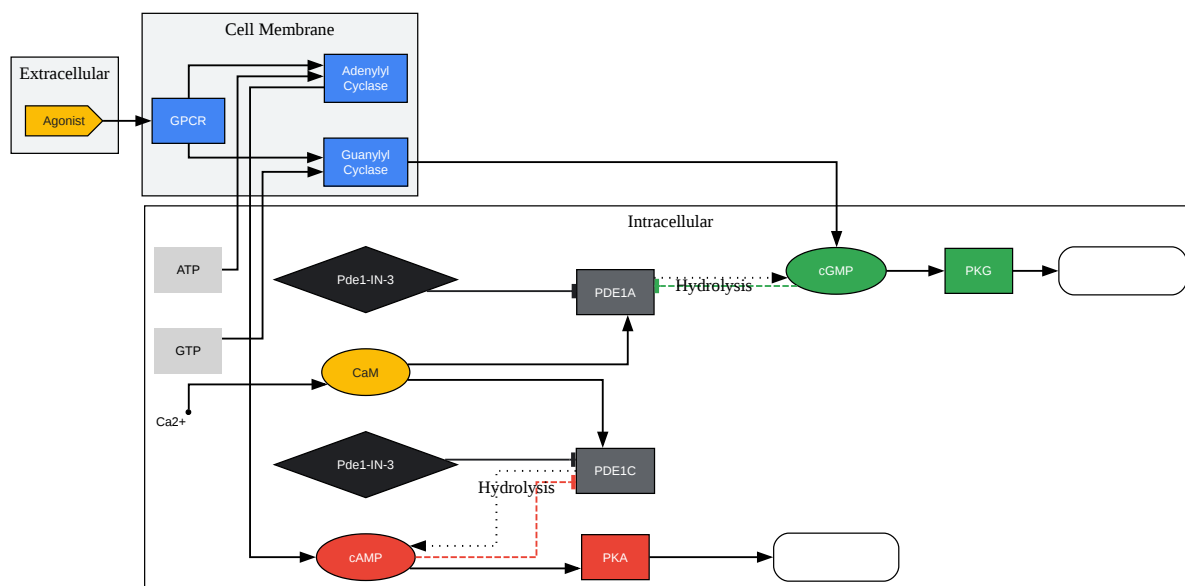 Cell Membrane
Extracellular
Adenylyl
Cyclase
Agonist
GPCR
Guanylyl
Cyclase
Intracellular
ATP
Pde1-IN-3
PDE1A
Hydrolysis
cGMP
PKG
GTP
CaM
Ca2+
Pde1-IN-3
PDE1C
Hydrolysis
cAMP
PKA